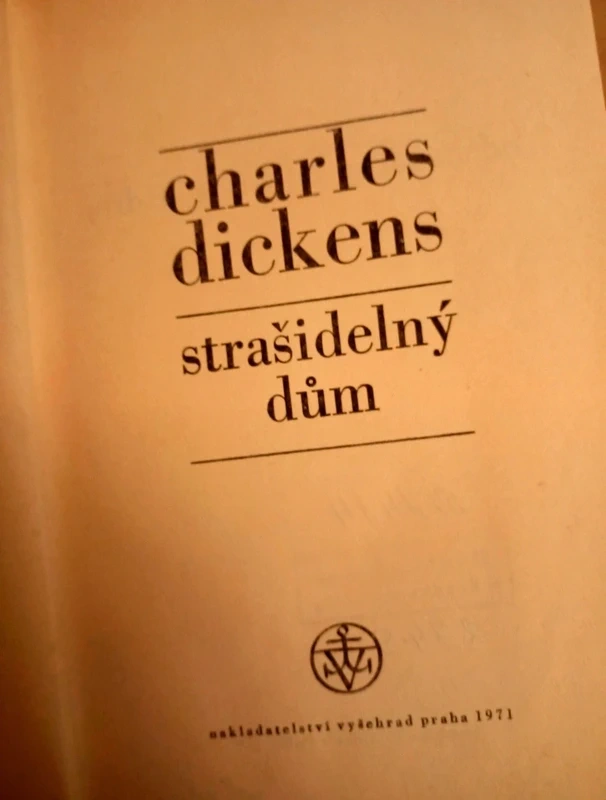 charles
dickens
strašidelný
dům
nakladatelství vyšehrad praha 1971